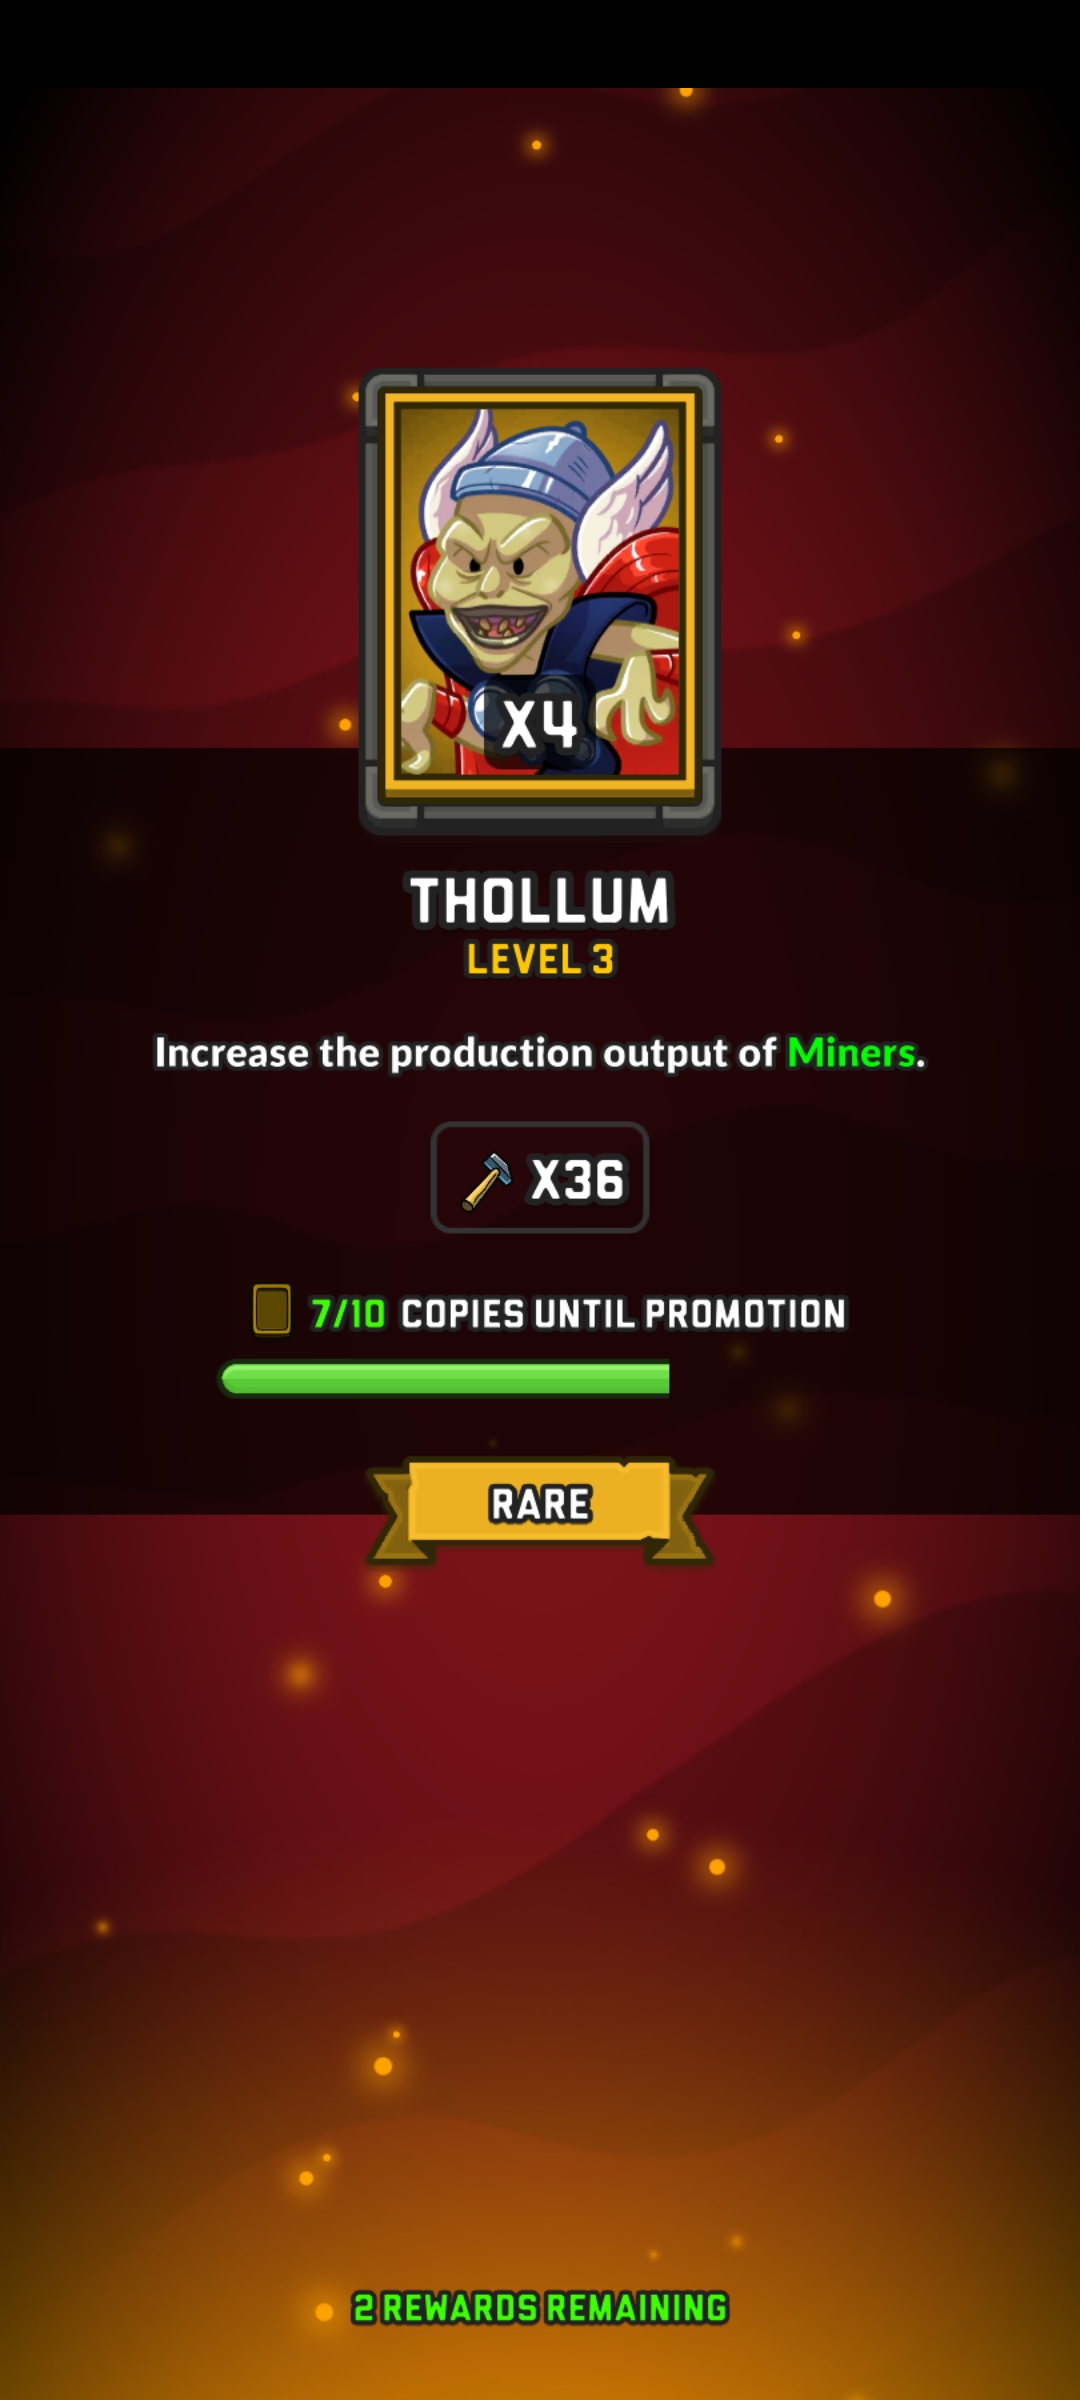 X4
THOLLUM
LEVEL 3
Increase the production output of Miners.
X36
7/10 COPIES UNTIL PROMOTION
RARE
2 REWARDS REMAINING